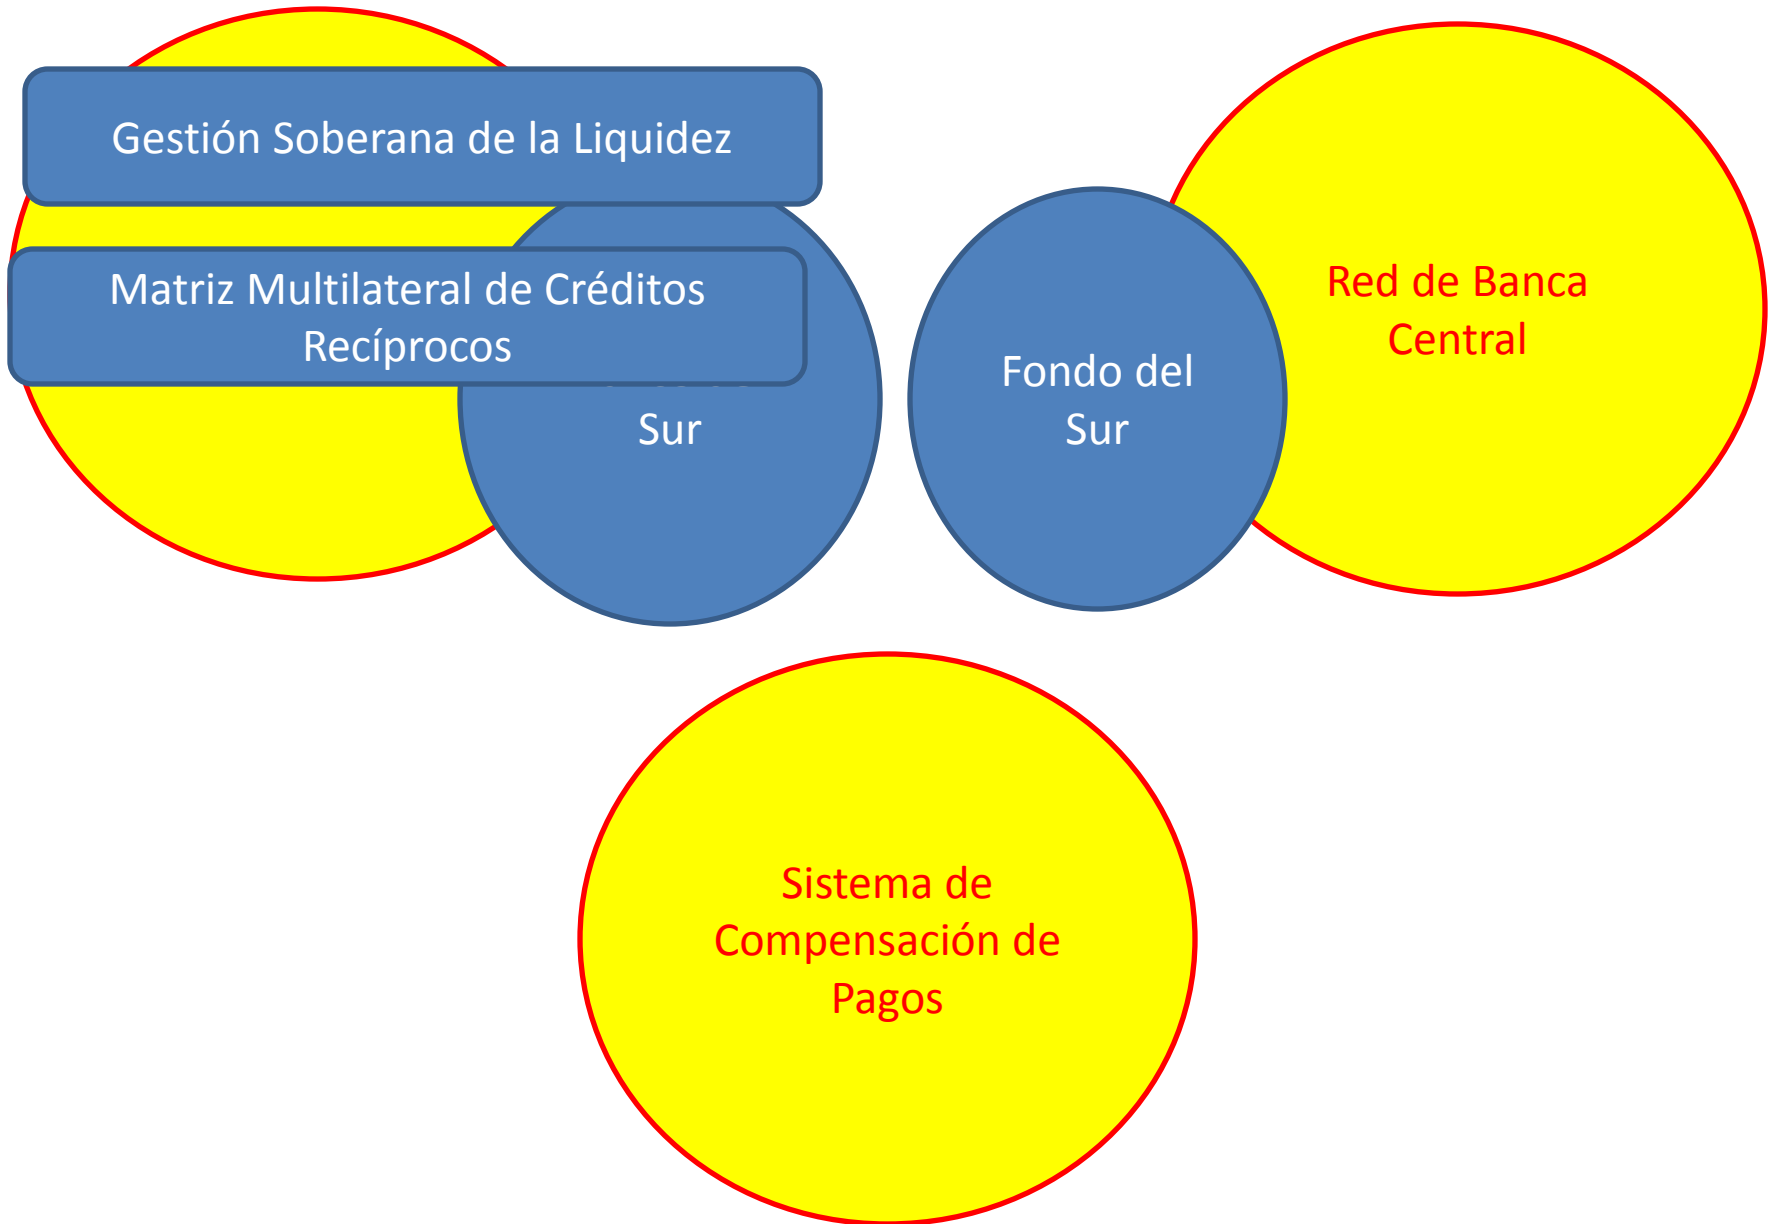 Gestión Soberana de la Liquidez
Matriz Multilateral de Créditos
Recíprocos
Sur
Fondo del
Sur
Red de Banca
Central
Sistema de
Compensación de
Pagos